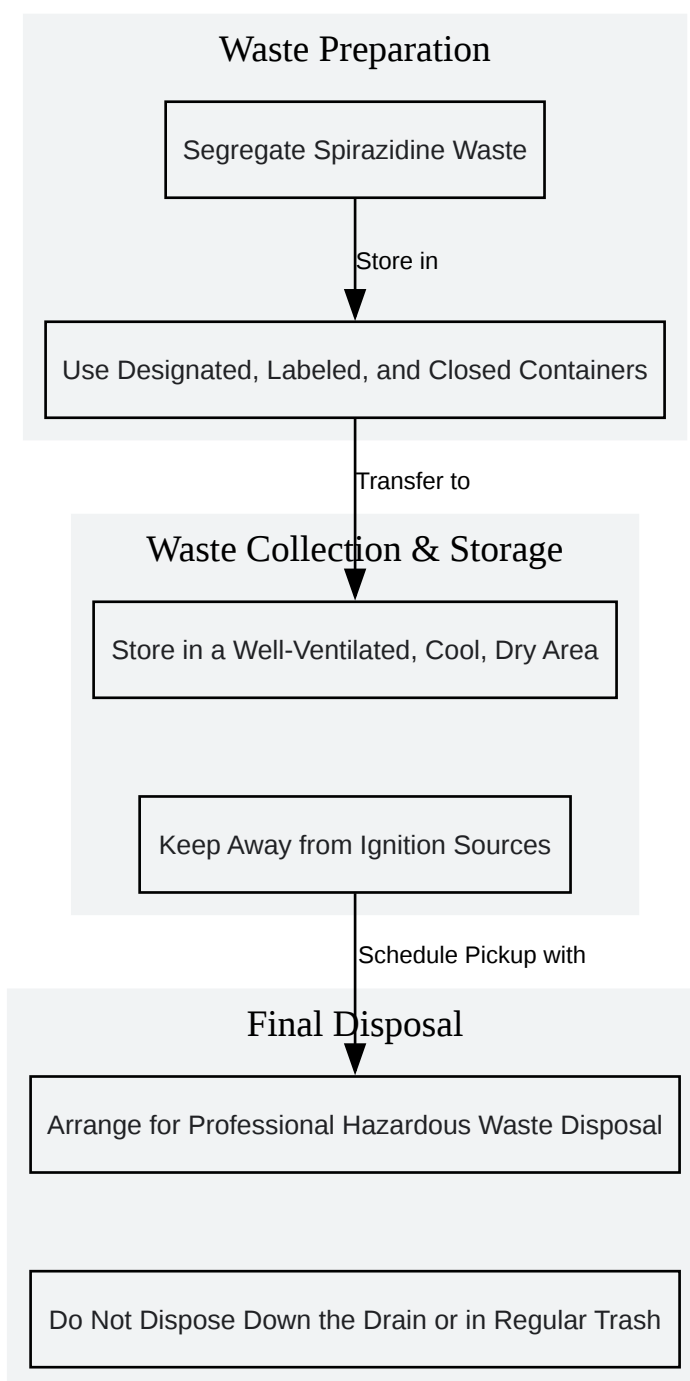 Waste Preparation
Segregate Spirazidine Waste
Store in
Use Designated, Labeled, and Closed Containers
Transfer to
Waste Collection & Storage
Store in a Well-Ventilated, Cool, Dry Area
Keep Away from Ignition Sources
Schedule Pickup with
Final Disposal
Arrange for Professional Hazardous Waste Disposal
Do Not Dispose Down the Drain or in Regular Trash